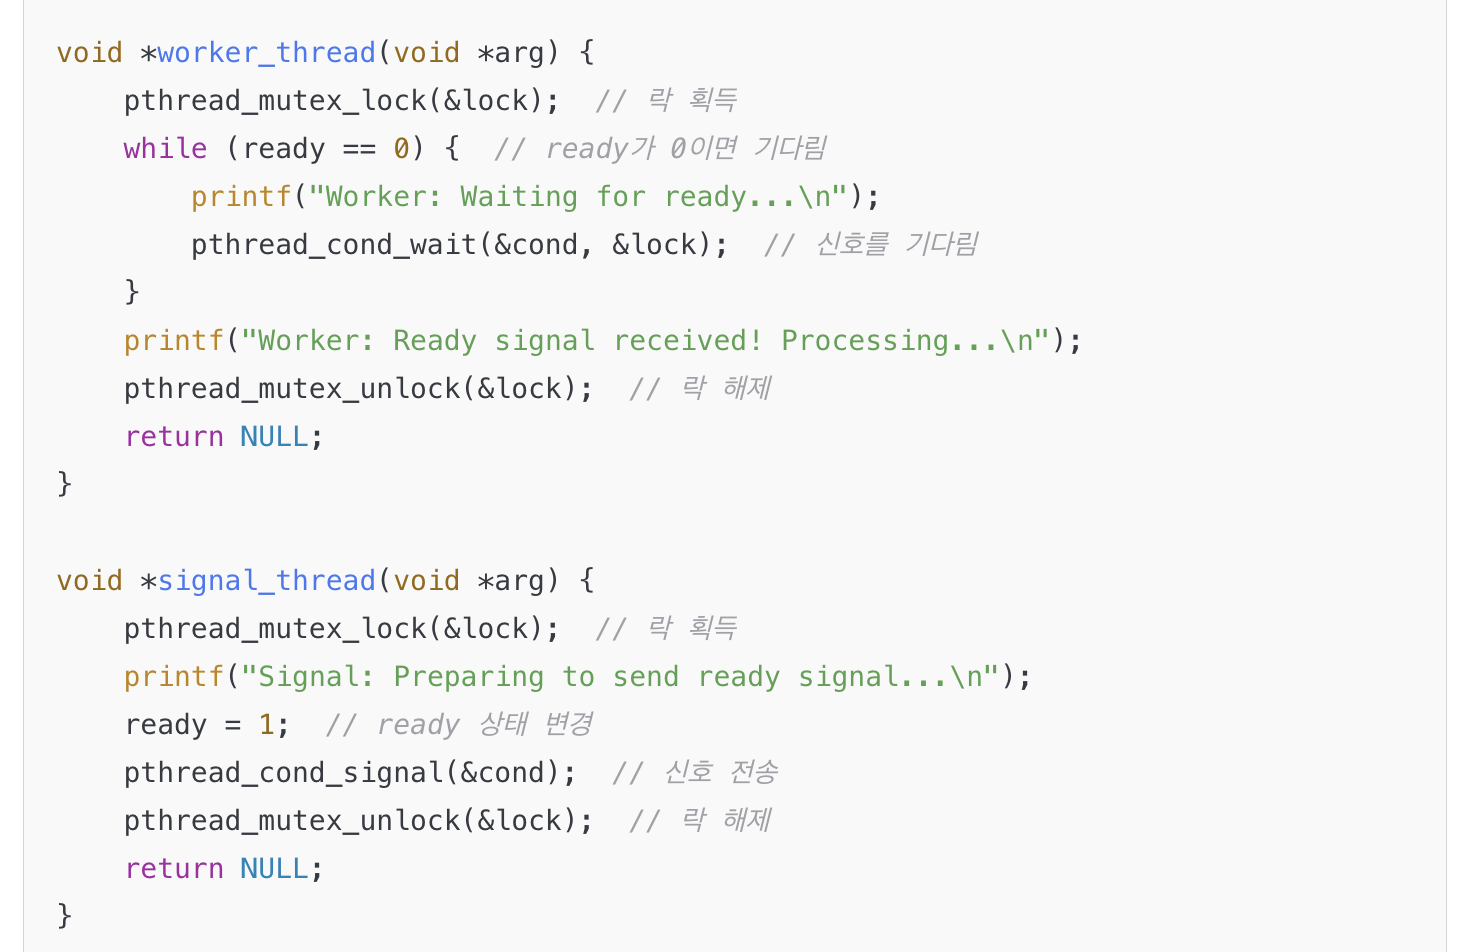 void *worker_thread(void *arg) {
    pthread_mutex_lock(&lock);  // 락 획득
    while (ready == 0) {  // ready가 0이면 기다림
        printf("Worker: Waiting for ready...\n");
        pthread_cond_wait(&cond, &lock);  // 신호를 기다림
    }
    printf("Worker: Ready signal received! Processing...\n");
    pthread_mutex_unlock(&lock);  // 락 해제
    return NULL;
}

void *signal_thread(void *arg) {
    pthread_mutex_lock(&lock);  // 락 획득
    printf("Signal: Preparing to send ready signal...\n");
    ready = 1;  // ready 상태 변경
    pthread_cond_signal(&cond);  // 신호 전송
    pthread_mutex_unlock(&lock);  // 락 해제
    return NULL;
}